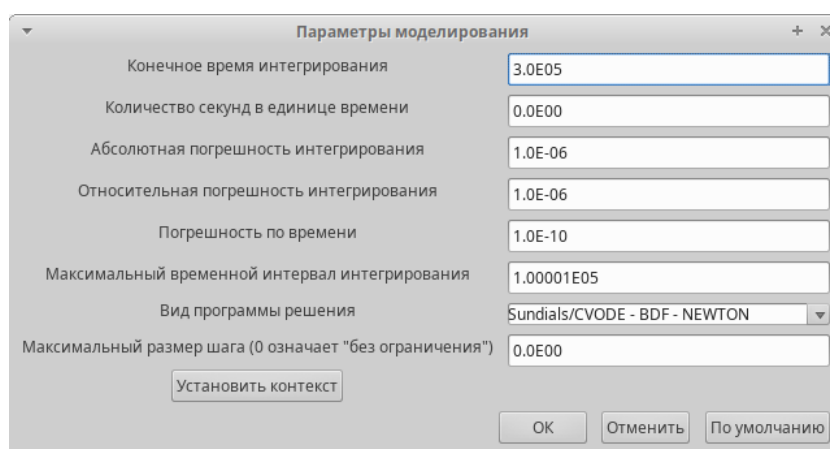 Параметры моделирования
Конечное время интегрирования 3.0E05
Количество секунд в единице времени 0.0E00
Абсолютная погрешность интегрирования 1.0E-06
Относительная погрешность интегрирования 1.0E-06
Погрешность по времени 1.0E-10
Максимальный временной интервал интегрирования 1.00001E05
Вид программы решения Sundials/CVODE - BDF - NEWTON
Максимальный размер шага (0 означает "без ограничения") 0.0E00
Установить контекст
ОК Отменить По умолчанию